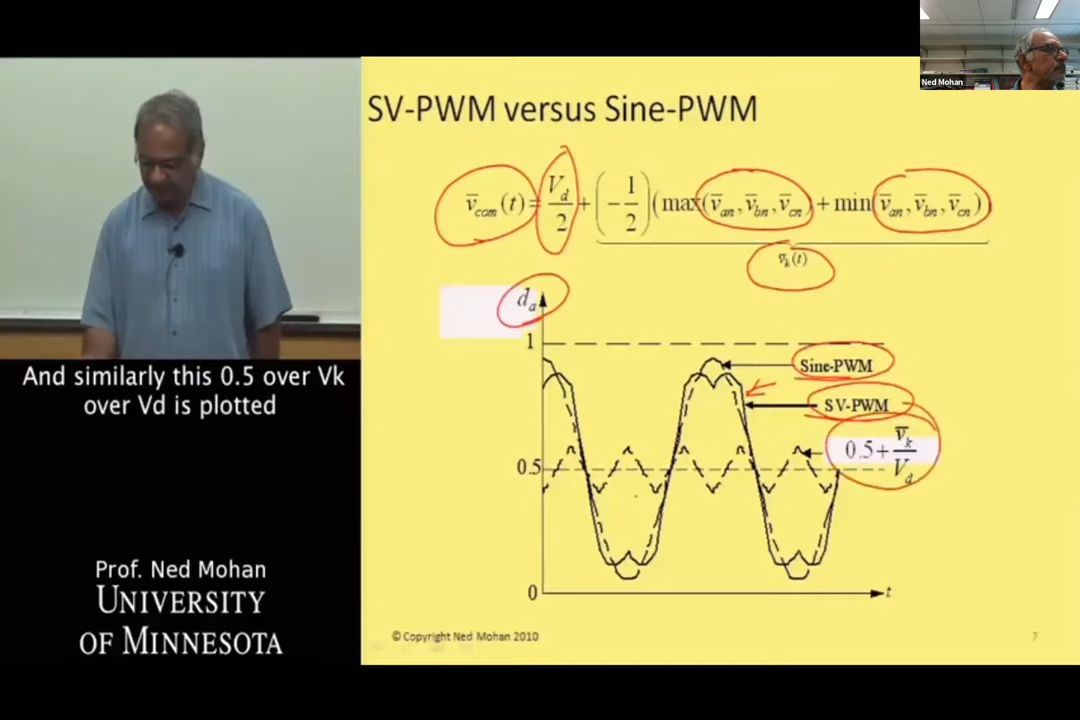 Ned Mohan
SV-PWM versus Sine-PWM
v̄com(t) = Vd/2 + (-1/2)(max(v̄an, v̄bn, v̄cn) + min(v̄an, v̄bn, v̄cn))
v̄k(t)
da
1
Sine-PWM
SV-PWM
0.5+ v̄k/Vd
0.5
0
t
And similarly this 0.5 over Vk
over Vd is plotted
Prof. Ned Mohan
UNIVERSITY
OF MINNESOTA
© Copyright Ned Mohan 2010
7